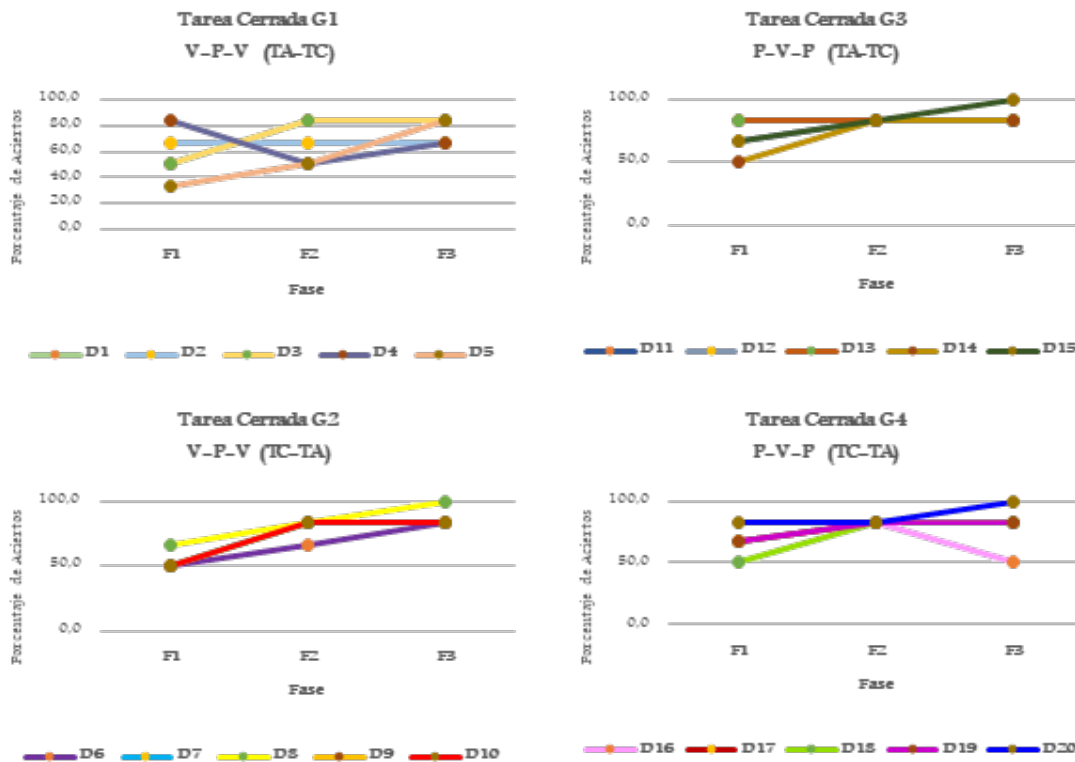 Tarea Cerrada G1
V-P-V (TA-TC)
Porcentaje de Aciertos
100,0
80,0
60,0
40,0
20,0
0,0
F1 F2 F3
Fase
D1 D2 D3 D4 D5
Tarea Cerrada G3
P-V-P (TA-TC)
Porcentaje de Aciertos
100,0
50,0
0,0
F1 F2 F3
Fase
D11 D12 D13 D14 D15
Tarea Cerrada G2
V-P-V (TC-TA)
Porcentaje de Aciertos
100,0
50,0
0,0
F1 F2 F3
Fase
D6 D7 D8 D9 D10
Tarea Cerrada G4
P-V-P (TC-TA)
Porcentaje de Aciertos
100,0
50,0
0,0
F1 F2 F3
Fase
D16 D17 D18 D19 D20